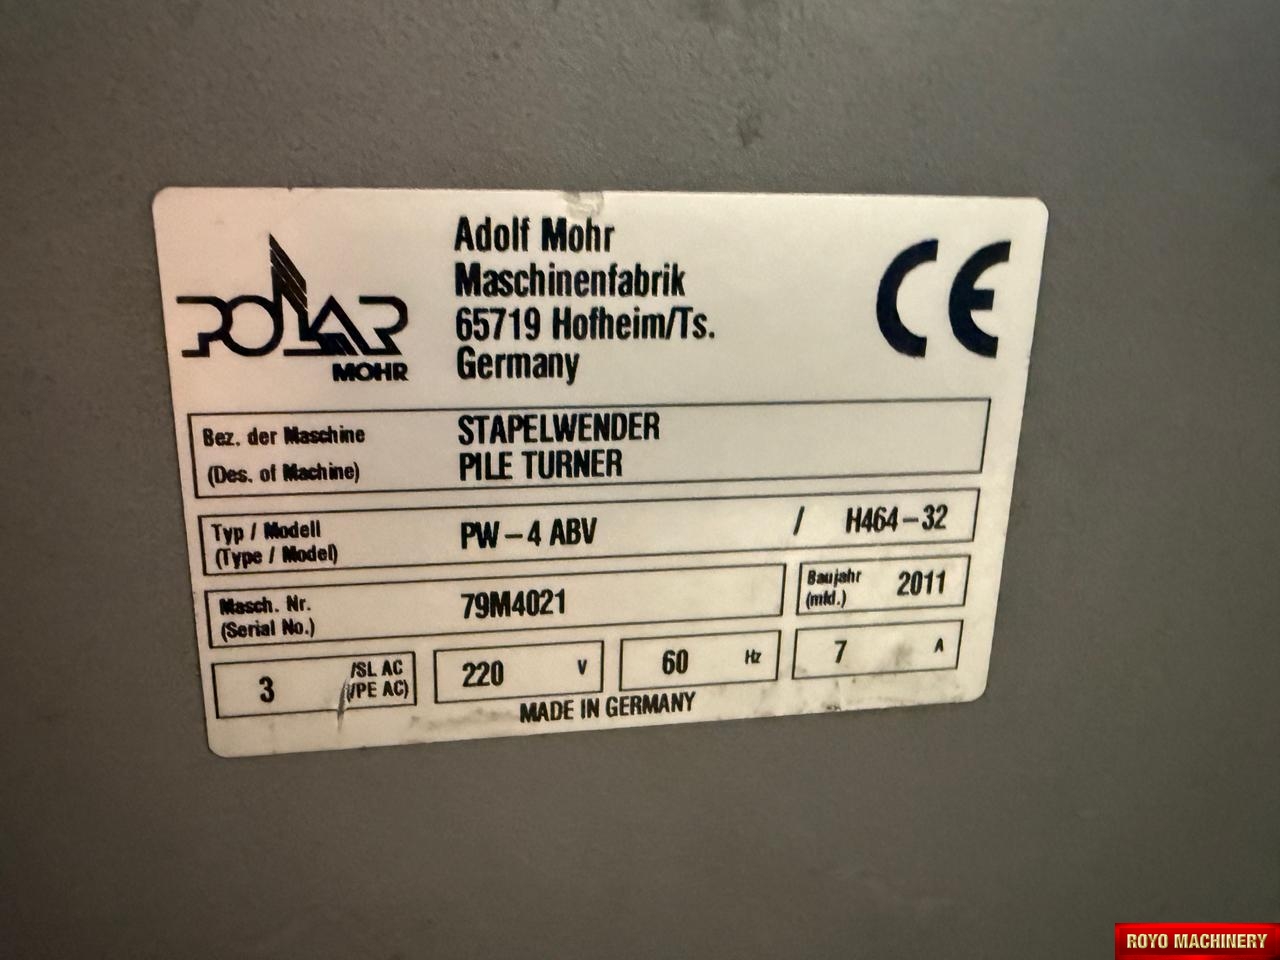 POLAR
MOHR
Adolf Mohr
Maschinenfabrik
65719 Hofheim/Ts.
Germany
CE
Bez. der Maschine
(Des. of Machine)
STAPELWENDER
PILE TURNER
Typ / Modell
(Type / Model)
PW-4 ABV / H464-32
Masch. Nr.
(Serial No.)
79M4021
Baujahr
(mkl.)
2011
3 /SL AC
(/PE AC)
220 V
60 Hz
7 A
MADE IN GERMANY
ROYO MACHINERY